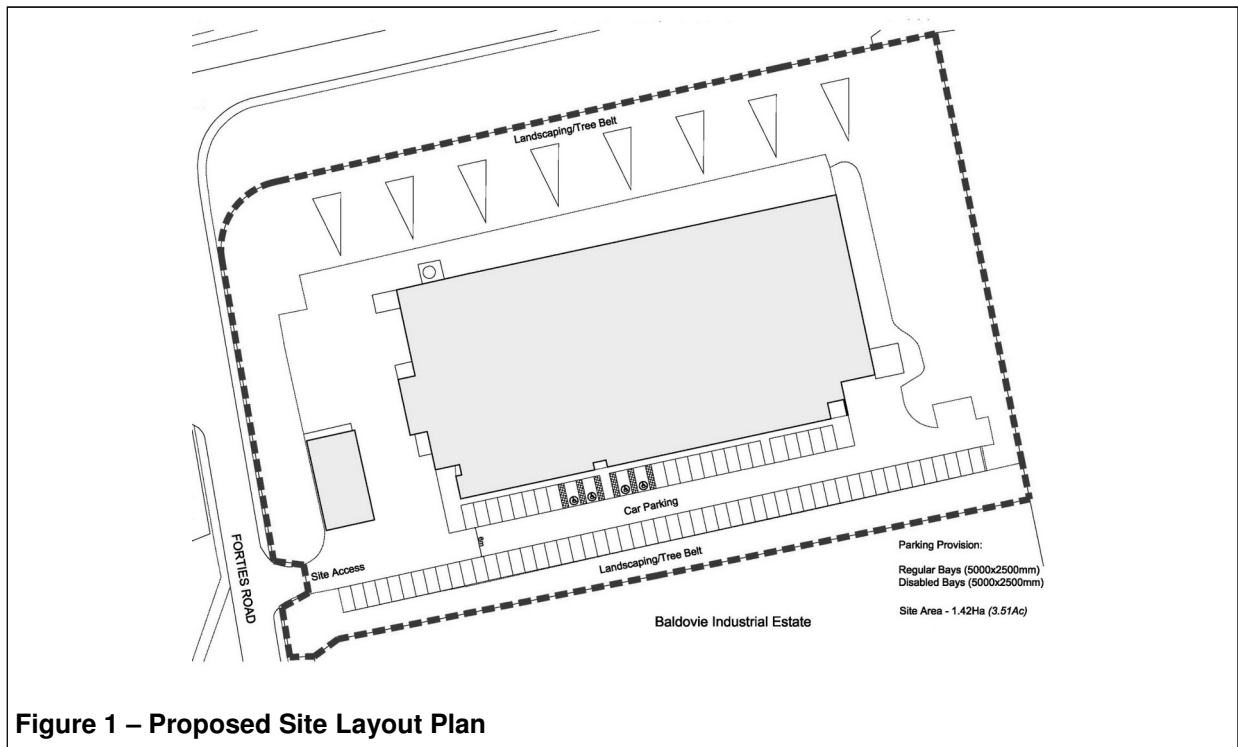 Landscaping/Tree Belt
Car Parking
6m
Landscaping/Tree Belt
Site Access
FORTIES ROAD
Baldovie Industrial Estate
Parking Provision:
Regular Bays (5000x2500mm)
Disabled Bays (5000x2500mm)
Site Area - 1.42Ha (3.51Ac)
Figure 1 – Proposed Site Layout Plan